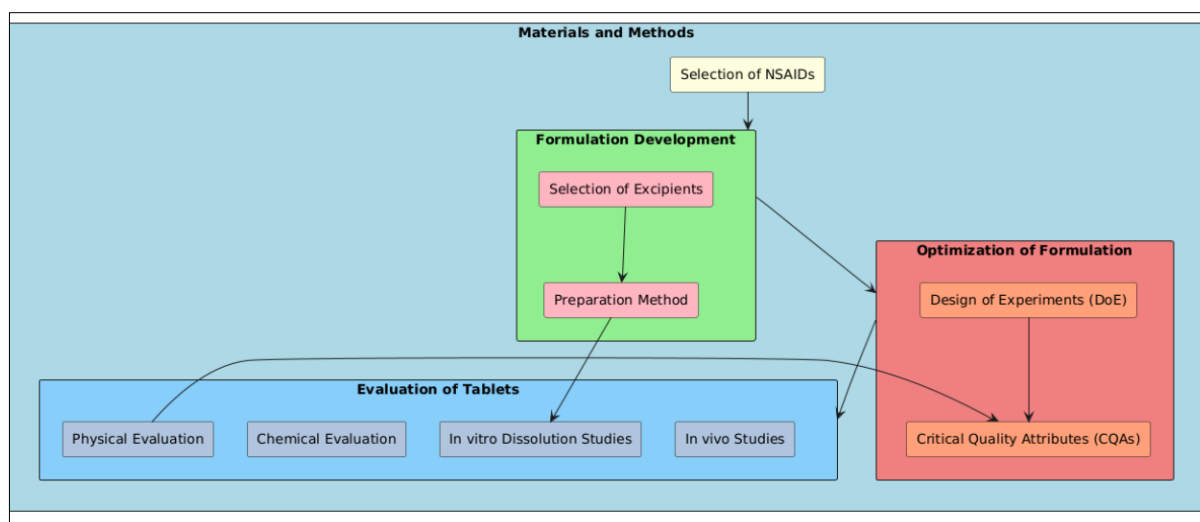 Materials and Methods
Selection of NSAIDs
Formulation Development
Selection of Excipients
Preparation Method
Optimization of Formulation
Design of Experiments (DoE)
Critical Quality Attributes (CQAs)
Evaluation of Tablets
Physical Evaluation
Chemical Evaluation
In vitro Dissolution Studies
In vivo Studies